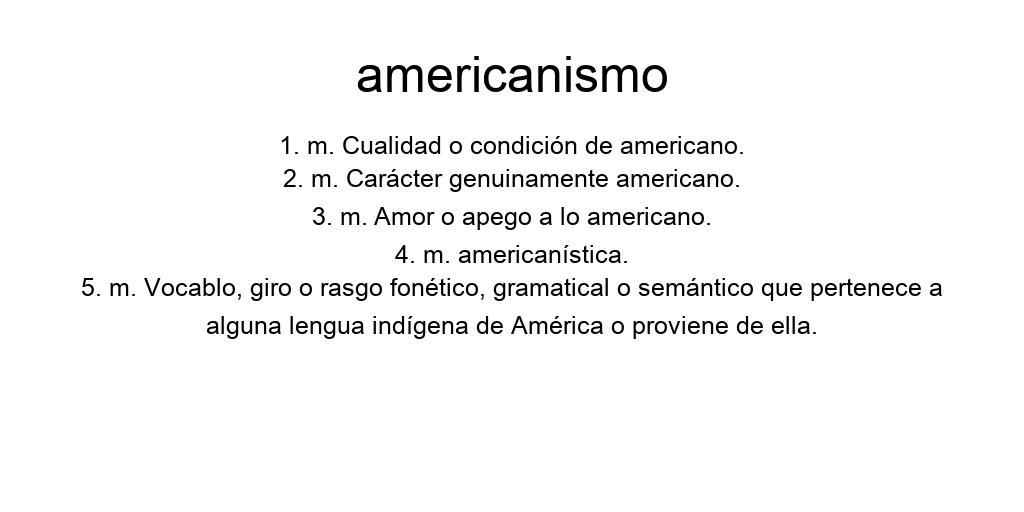 americanismo
1. m. Cualidad o condición de americano.
2. m. Carácter genuinamente americano.
3. m. Amor o apego a lo americano.
4. m. americanística.
5. m. Vocablo, giro o rasgo fonético, gramatical o semántico que pertenece a
alguna lengua indígena de América o proviene de ella.